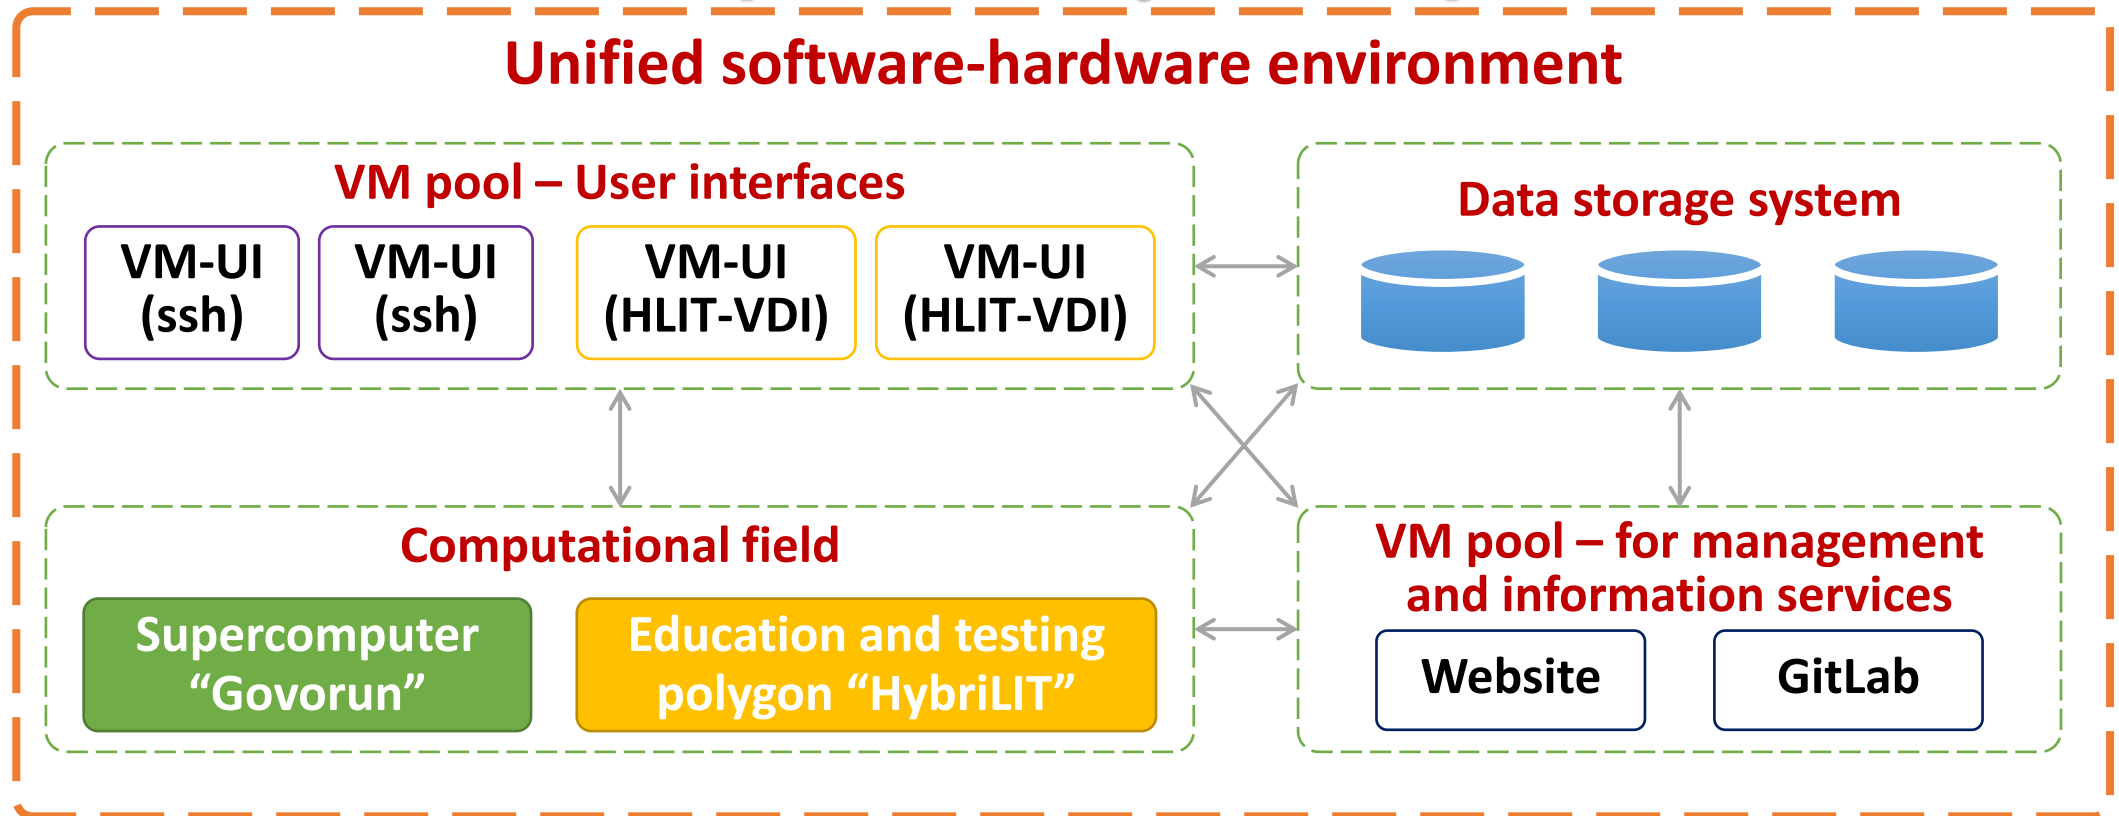 Unified software-hardware environment
VM pool – User interfaces
VM-UI
(ssh)
VM-UI
(ssh)
VM-UI
(HLIT-VDI)
VM-UI
(HLIT-VDI)
Data storage system
Computational field
Supercomputer
“Govorun”
Education and testing
polygon “HybriLIT”
VM pool – for management
and information services
Website
GitLab